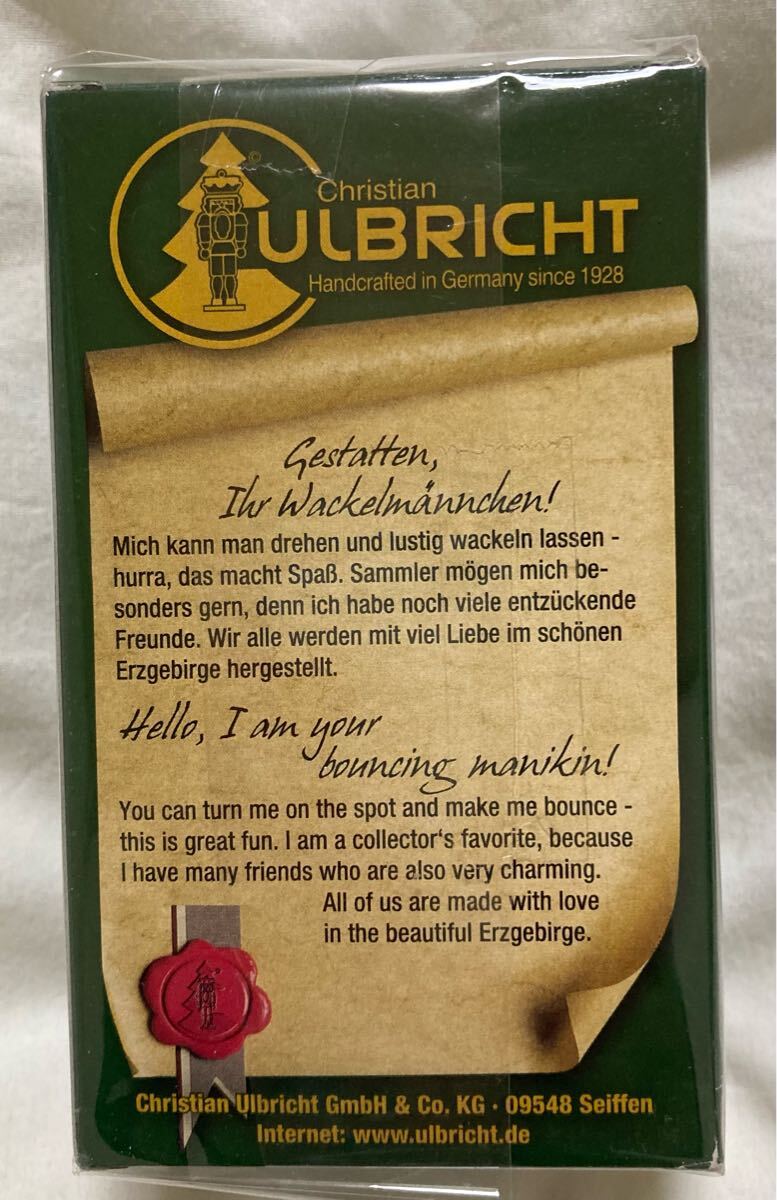 ©
Christian
ULBRICHT
Handcrafted in Germany since 1928
Gestatten,
Ihr Wackelmännchen!
Mich kann man drehen und lustig wackeln lassen -
hurra, das macht Spaß. Sammler mögen mich be-
sonders gern, denn ich habe noch viele entzückende
Freunde. Wir alle werden mit viel Liebe im schönen
Erzgebirge hergestellt.
Hello, I am your
bouncing manikin!
You can turn me on the spot and make me bounce -
this is great fun. I am a collector's favorite, because
I have many friends who are also very charming.
All of us are made with love
in the beautiful Erzgebirge.
Christian Ulbricht GmbH & Co. KG · 09548 Seiffen
Internet: www.ulbricht.de